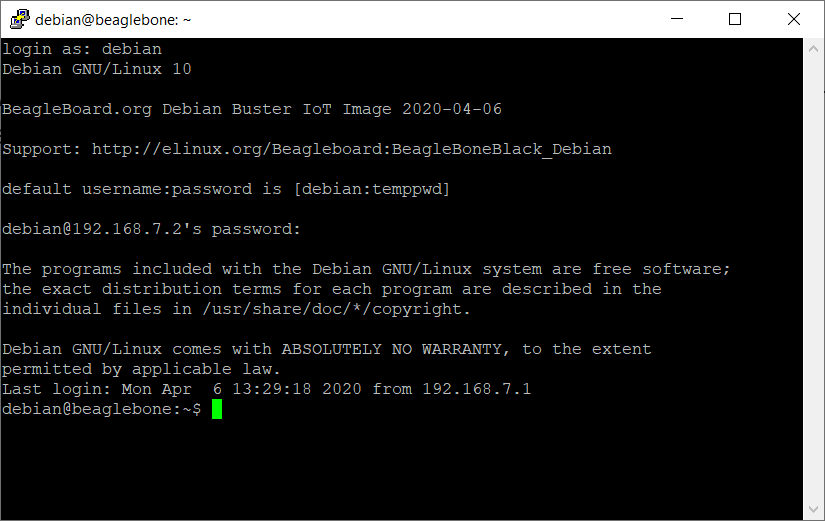 debian@beaglebone: ~
login as: debian
Debian GNU/Linux 10
BeagleBoard.org Debian Buster IoT Image 2020-04-06
Support: http://elinux.org/Beagleboard:BeagleBoneBlack_Debian
default username:password is [debian:temppwd]
debian@192.168.7.2's password:
The programs included with the Debian GNU/Linux system are free software;
the exact distribution terms for each program are described in the
individual files in /usr/share/doc/*/copyright.
Debian GNU/Linux comes with ABSOLUTELY NO WARRANTY, to the extent
permitted by applicable law.
Last login: Mon Apr  6 13:29:18 2020 from 192.168.7.1
debian@beaglebone:~$